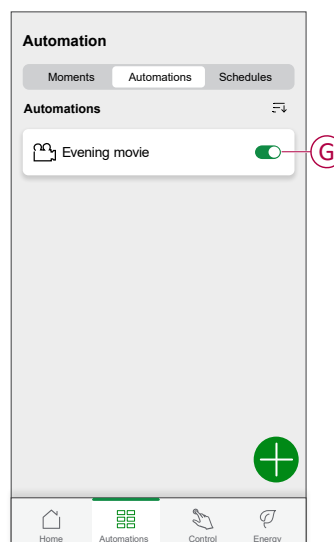 Automation
Moments Automations Schedules
Automations
Evening movie
G
Home Automations Control Energy